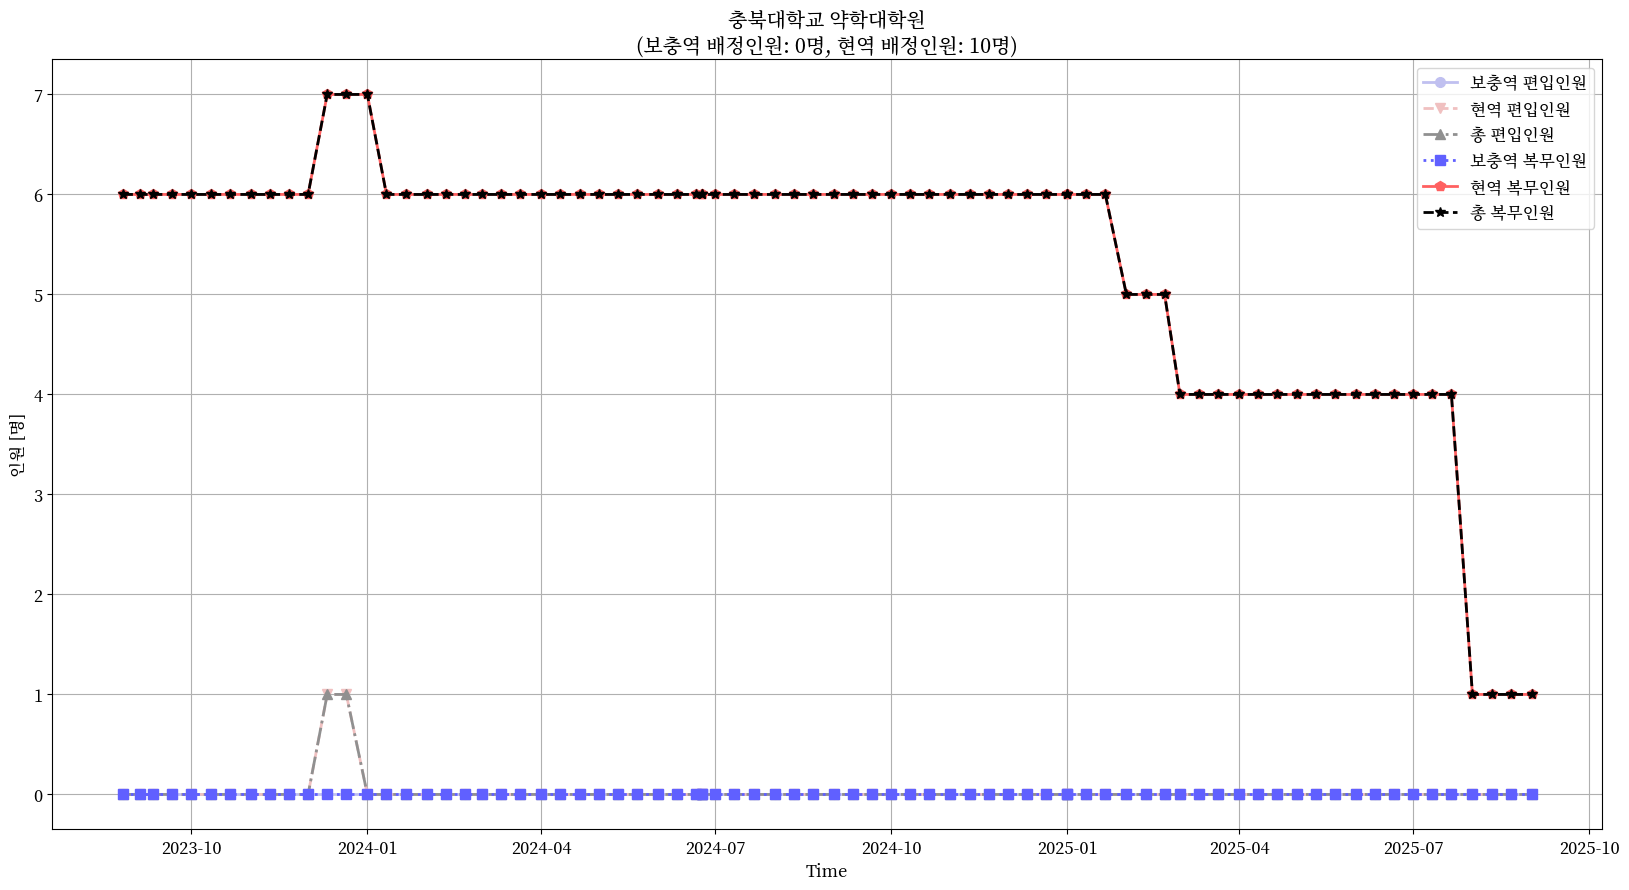 충북대학교 약학대학원
(보충역 배정인원: 0명, 현역 배정인원: 10명)
보충역 편입인원
현역 편입인원
총 편입인원
보충역 복무인원
현역 복무인원
총 복무인원
인원 [명]
7
6
5
4
3
2
1
0
2023-10
2024-01
2024-04
2024-07
2024-10
2025-01
2025-04
2025-07
2025-10
Time